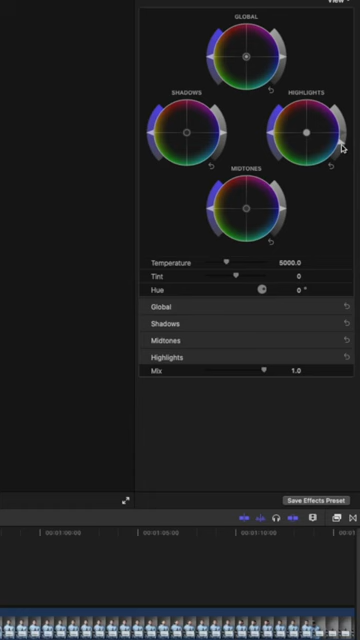 View
GLOBAL
SHADOWS
HIGHLIGHTS
MIDTONES
Temperature 5000.0
Tint 0
Hue 0 °
Global
Shadows
Midtones
Highlights
Mix 1.0
Save Effects Preset
00:01:00:00 00:01:05:00 00:01:10:00